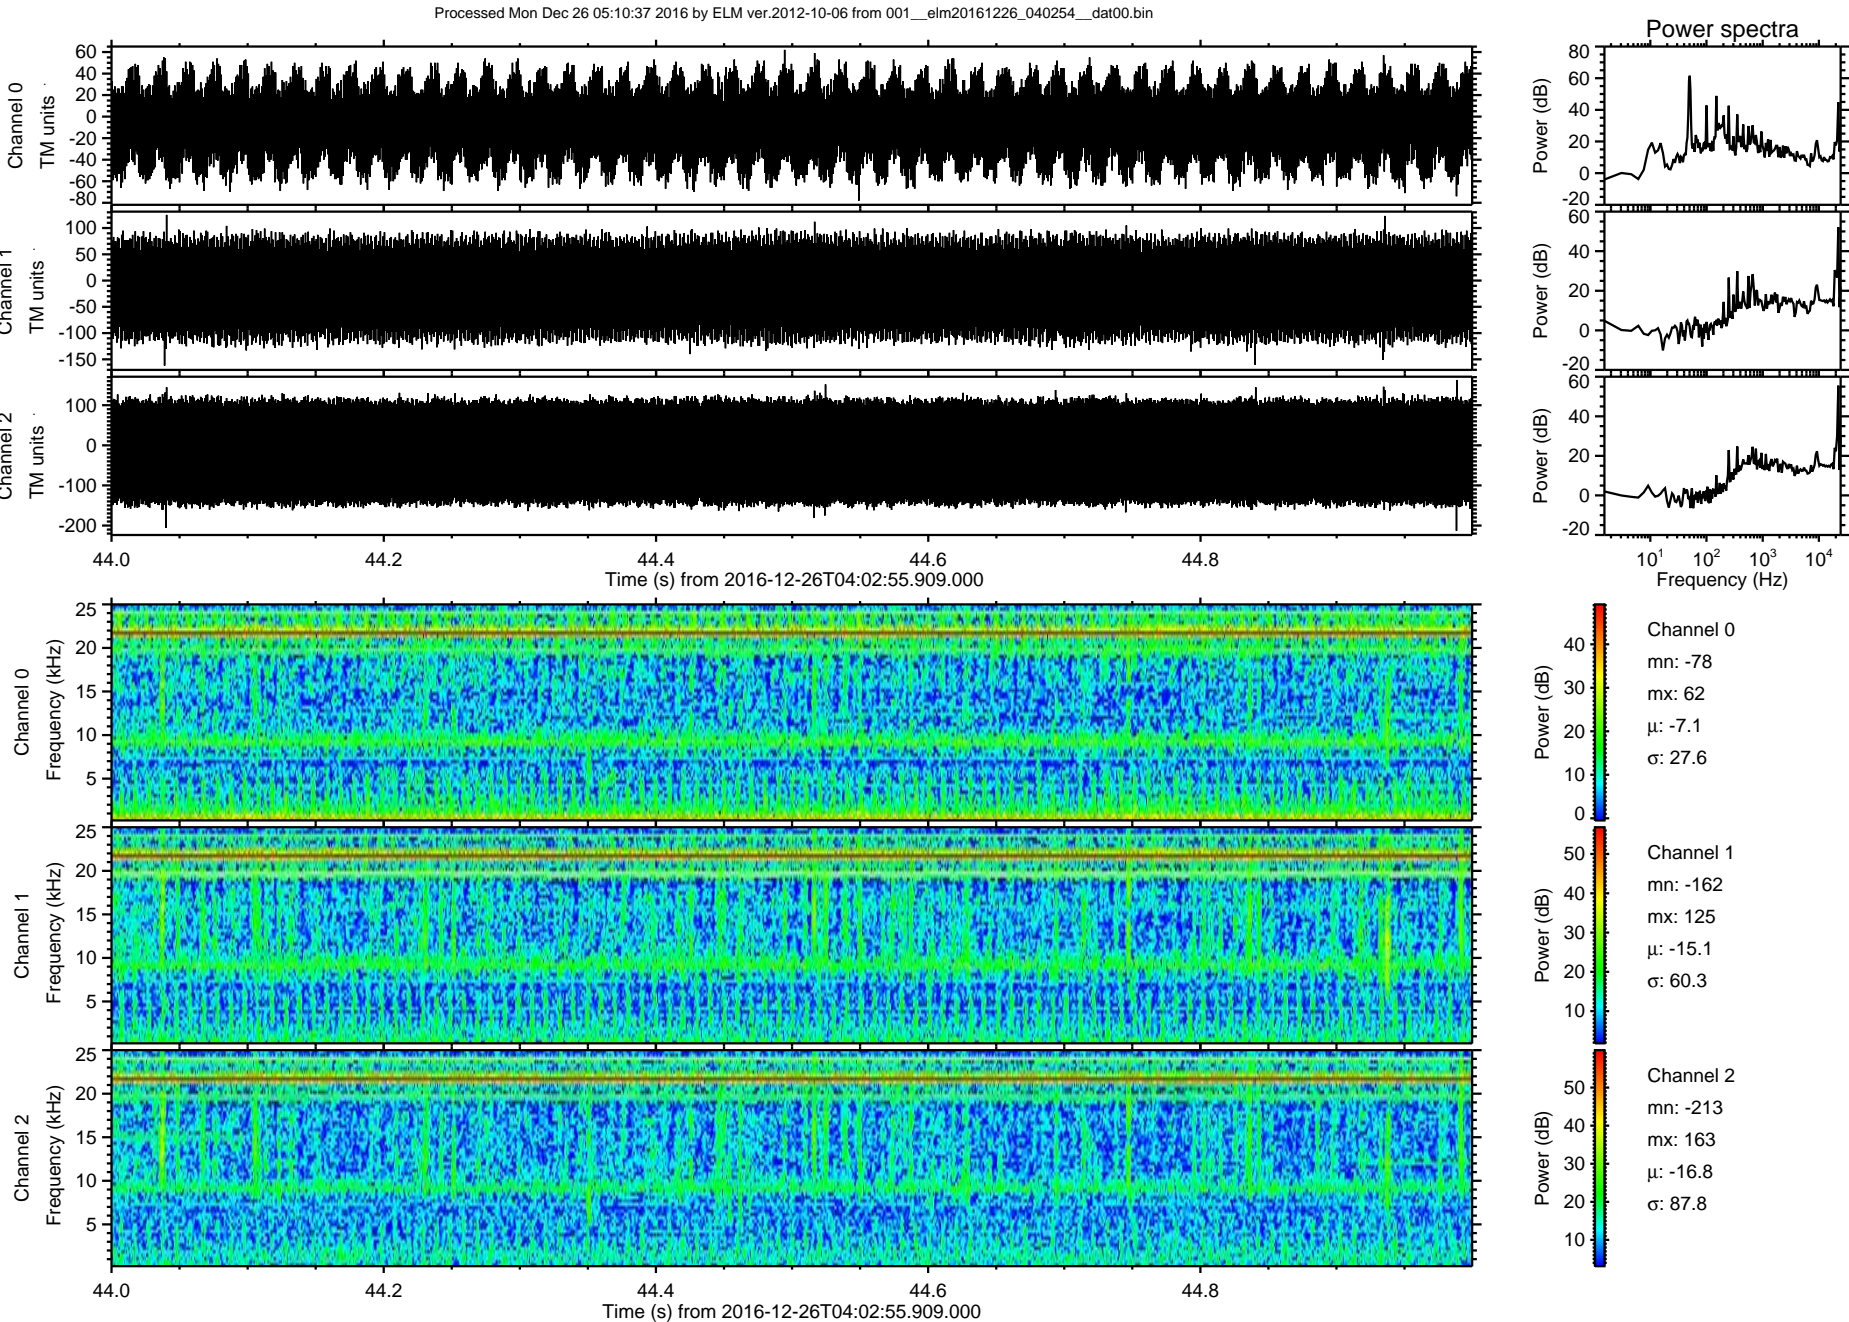 Processed Mon Dec 26 05:10:37 2016 by ELM ver.2012-10-06 from 001__elm20161226_040254__dat00.bin
Power spectra
Channel 0
TM units
60
40
20
0
-20
-40
-60
-80
Power (dB)
80
60
40
20
0
-20
Channel 1
TM units
100
50
0
-50
-100
-150
Power (dB)
60
40
20
0
-20
Channel 2
TM units
100
0
-100
-200
Power (dB)
60
40
20
0
-20
44.0 44.2 44.4 44.6 44.8
Time (s) from 2016-12-26T04:02:55.909.000
10¹ 10² 10³ 10⁴
Frequency (Hz)
Channel 0
Frequency (kHz)
25
20
15
10
5
Power (dB)
40
30
20
10
0
Channel 0
mn: -78
mx: 62
μ: -7.1
σ: 27.6
Channel 1
Frequency (kHz)
25
20
15
10
5
Power (dB)
50
40
30
20
10
Channel 1
mn: -162
mx: 125
μ: -15.1
σ: 60.3
Channel 2
Frequency (kHz)
25
20
15
10
5
Power (dB)
50
40
30
20
10
Channel 2
mn: -213
mx: 163
μ: -16.8
σ: 87.8
44.0 44.2 44.4 44.6 44.8
Time (s) from 2016-12-26T04:02:55.909.000